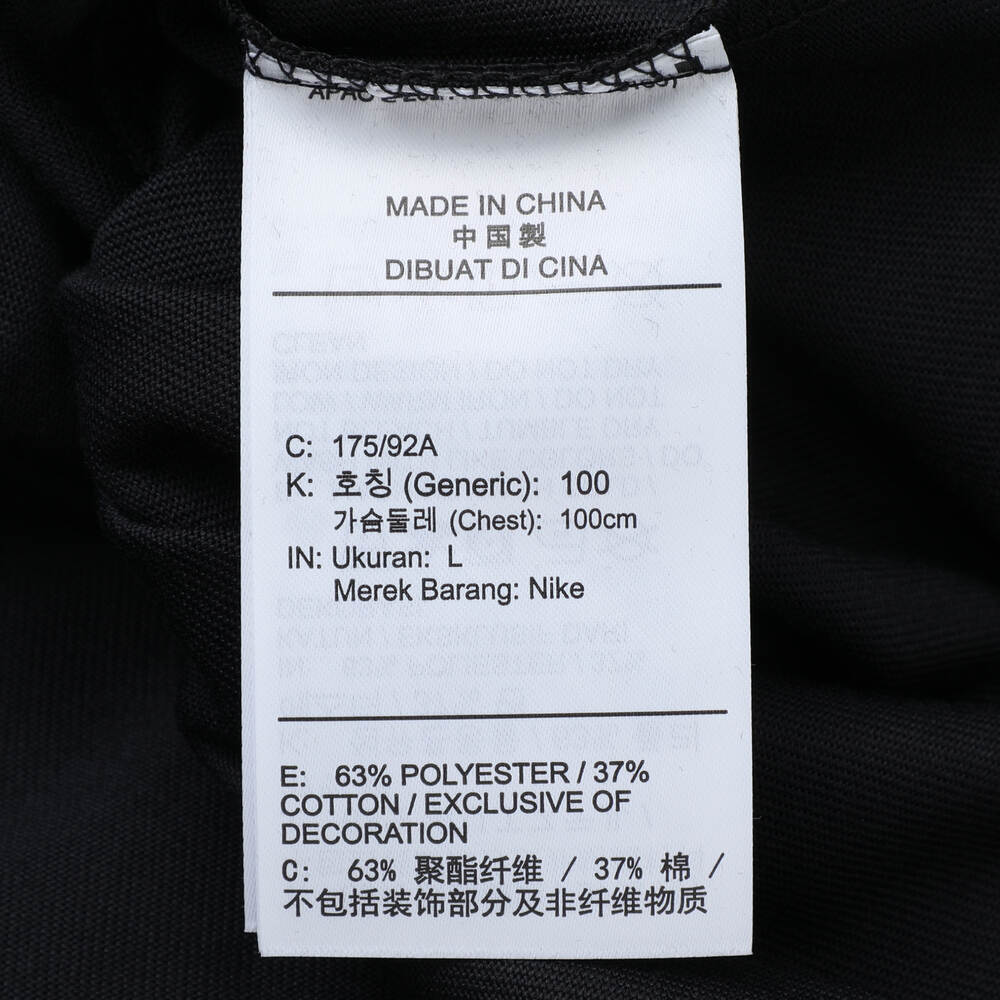 APAC
MADE IN CHINA
中国製
DIBUAT DI CINA
C: 175/92A
K: 호칭 (Generic): 100
가슴둘레 (Chest): 100cm
IN: Ukuran: L
Merek Barang: Nike
E: 63% POLYESTER / 37%
COTTON / EXCLUSIVE OF
DECORATION
C: 63% 聚酯纤维 / 37% 棉 /
不包括装饰部分及非纤维物质